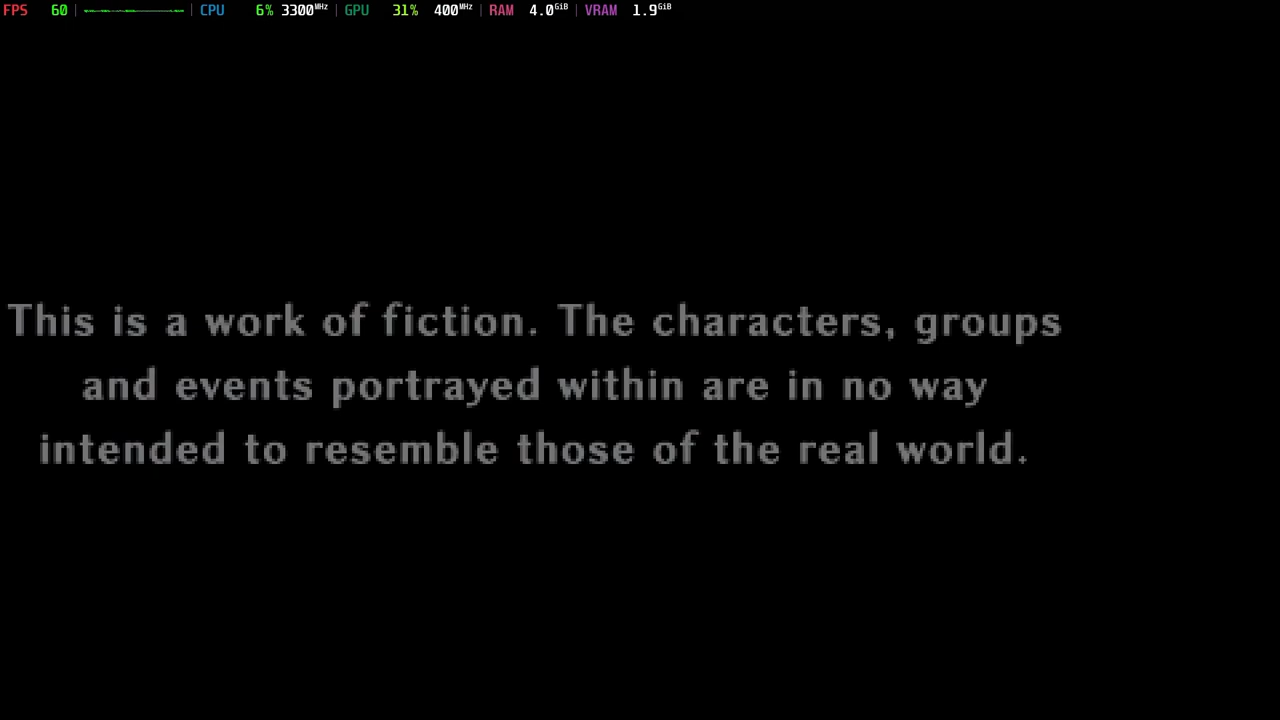 FPS 60 | CPU 6% 3300MHz | GPU 31% 400MHz | RAM 4.0GiB | VRAM 1.9GiB
This is a work of fiction. The characters, groups
and events portrayed within are in no way
intended to resemble those of the real world.